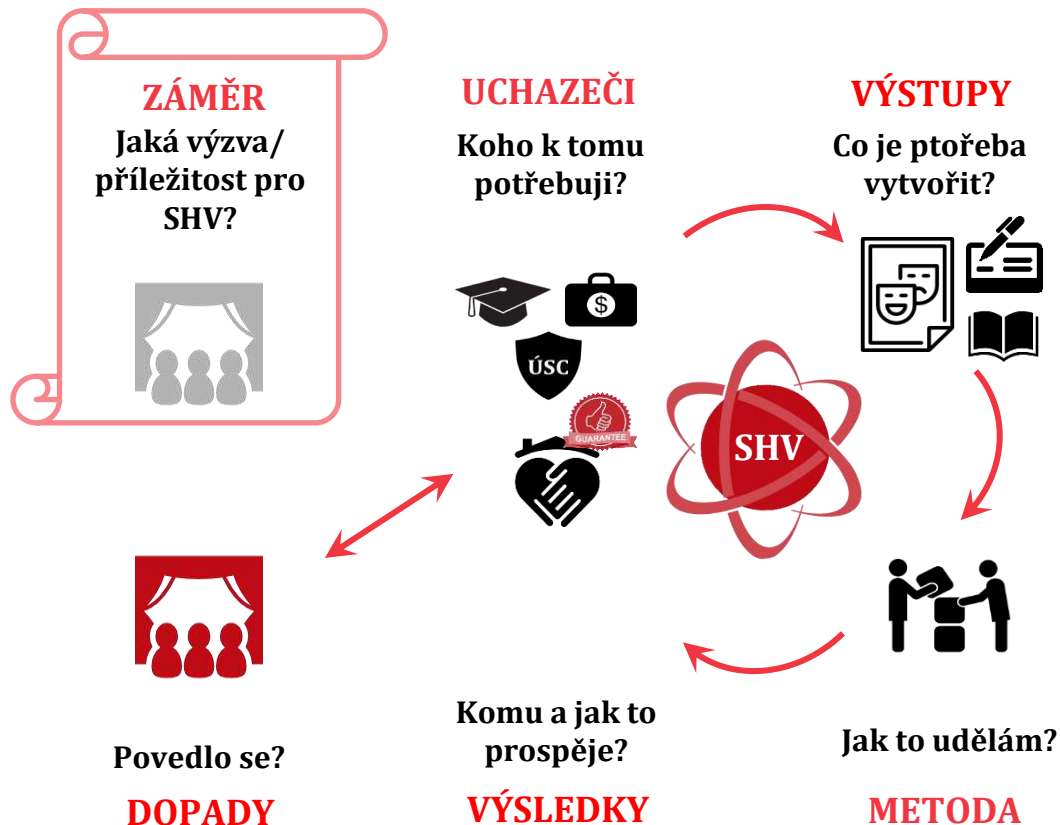 ZÁMĚR
Jaká výzva/
příležitost pro
SHV?
UCHAZEČI
Koho k tomu
potřebuji?
VÝSTUPY
Co je ptořeba
vytvořit?
$
ÚSC
GUARANTEE
SHV
Povedlo se?
DOPADY
Komu a jak to
prospěje?
VÝSLEDKY
Jak to udělám?
METODA